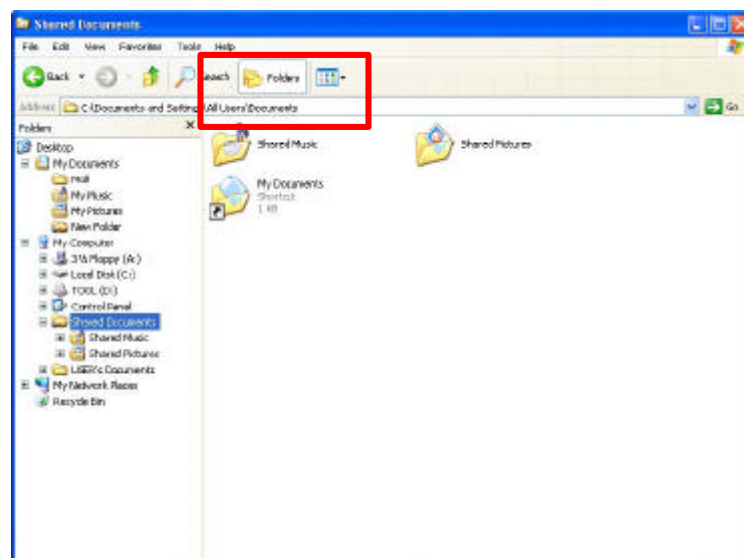 Shared Documents
File Edit View Favorites Tools Help
Back Search Folders
Address C:\Documents and Settings\All Users\Documents Go
Folders X
Desktop
My Documents
My Music
My Pictures
New Folder
My Computer
3½ Floppy (A:)
Local Disk (C:)
TOOL (D:)
Control Panel
Shared Documents
Shared Music
Shared Pictures
USER's Documents
My Network Places
Recycle Bin
Shared Music
Shared Pictures
My Documents
Shortcut
1 KB